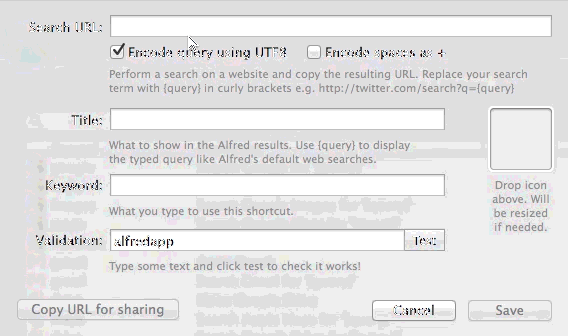 Search URL:
Encode query using UTF8 Encode spaces as +
Perform a search on a website and copy the resulting URL. Replace your search
term with {query} in curly brackets e.g. http://twitter.com/search?q={query}
Title:
What to show in the Alfred results. Use {query} to display
the typed query like Alfred's default web searches.
Drop icon
above. Will
be resized
if needed.
Keyword:
What you type to use this shortcut.
Validation: alfredapp Test
Type some text and click test to check it works!
Copy URL for sharing Cancel Save